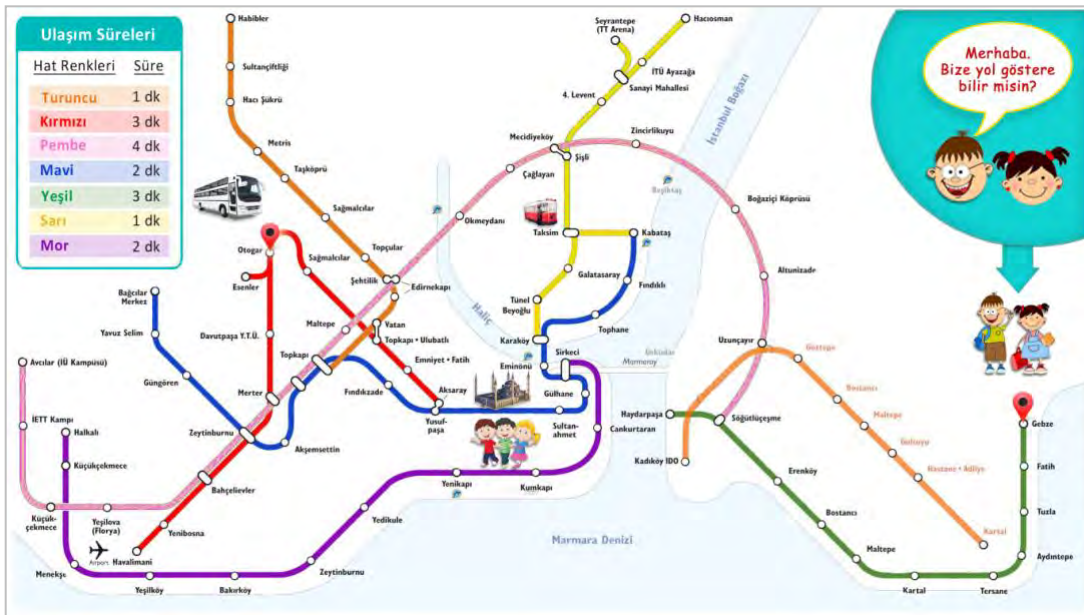 Ulaşım Süreleri
Hat Renkleri Süre
Turuncu 1 dk
Kırmızı 3 dk
Pembe 4 dk
Mavi 2 dk
Yeşil 3 dk
Sarı 1 dk
Mor 2 dk
Merhaba.
Bize yol göstere
bilir misin?
Habibler
Sultançiftliği
Hacı Şükrü
Metris
Taşköprü
Sağmalcılar
Topçular
Şehtilik
Edirnekapı
Vatan
Topkapı • Ulubatlı
Emniyet • Fatih
Aksaray
Otogar
Sağmalcılar
Esenler
Davutpaşa Y.T.Ü.
Merter
Maltepe
Topkapı
Bağcılar
Merkez
Yavuz Selim
Güngören
Zeytinburnu
Akşemsettin
Fındıkzade
Yusuf-
paşa
Sultan-
ahmet
Gülhane
Sirkeci
Eminönü
Karaköy
Tophane
Fındıklı
Kabataş
Taksim
Galatasaray
Tünel
Beyoğlu
Haliç
Seyrantepe
(TT Arena)
Hacıosman
İTÜ Ayazağa
Sanayi Mahallesi
4. Levent
Mecidiyeköy
Şişli
Çağlayan
Okmeydanı
Zincirlikuyu
İstanbul Boğazı
Beşiktaş
Boğaziçi Köprüsü
Altunizade
Uzunçayır
Üsküdar
Marmaray
Söğütlüçeşme
Haydarpaşa
Kadıköy İDO
Göztepe
Bostancı
Maltepe
Gülsuyu
Hastane • Adliye
Kartal
Erenköy
Bostancı
Maltepe
Kartal
Tersane
Aydıntepe
Tuzla
Fatih
Gebze
Avcılar (İÜ Kampüsü)
İETT Kampı
Halkalı
Küçükçekmece
Küçük-
çekmece
Yeşilova
(Florya)
Bahçelievler
Yenibosna
Airport
Havalimanı
Menekşe
Yeşilköy
Bakırköy
Zeytinburnu
Yedikule
Yenikapı
Kumkapı
Cankurtaran
Marmara Denizi